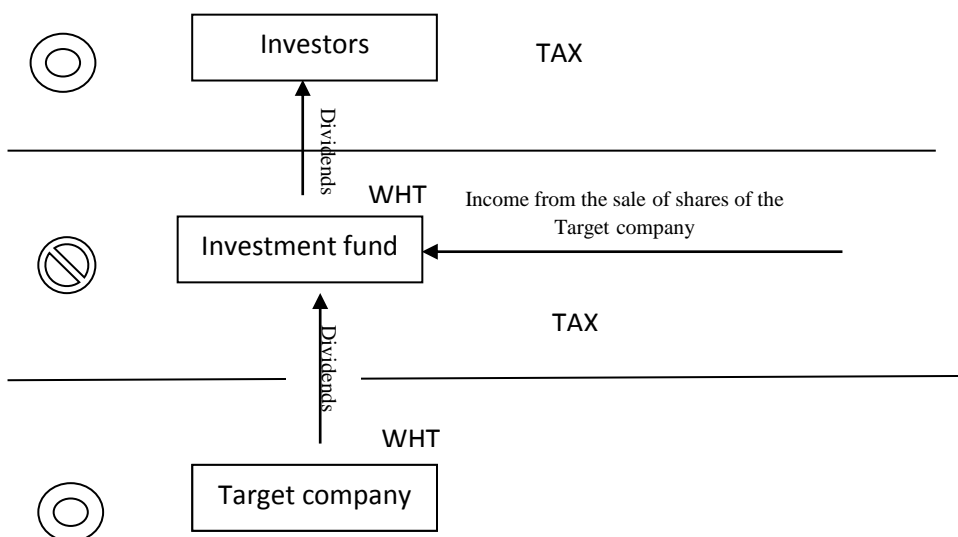 Investors
TAX
Dividends
WHT
Income from the sale of shares of the
Target company
Investment fund
TAX
Dividends
WHT
Target company